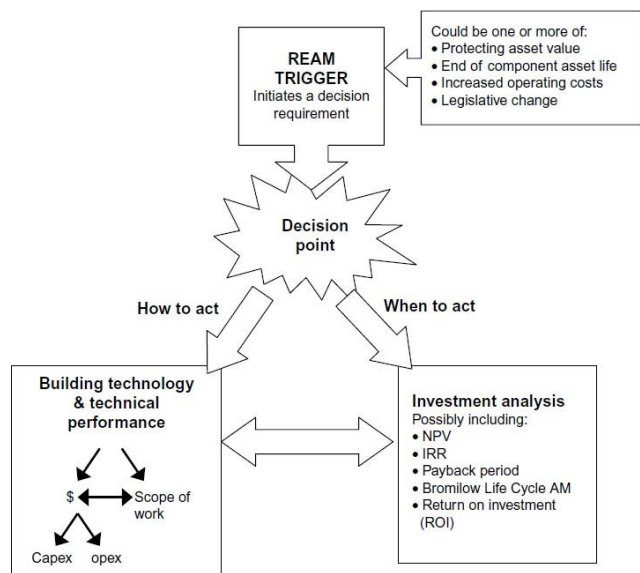 REAM
TRIGGER
Initiates a decision
requirement
Could be one or more of:
• Protecting asset value
• End of component asset life
• Increased operating costs
• Legislative change
Decision
point
How to act
When to act
Building technology
& technical
performance
$
Scope of
work
Capex
opex
Investment analysis
Possibly including:
• NPV
• IRR
• Payback period
• Bromilow Life Cycle AM
• Return on investment
(ROI)